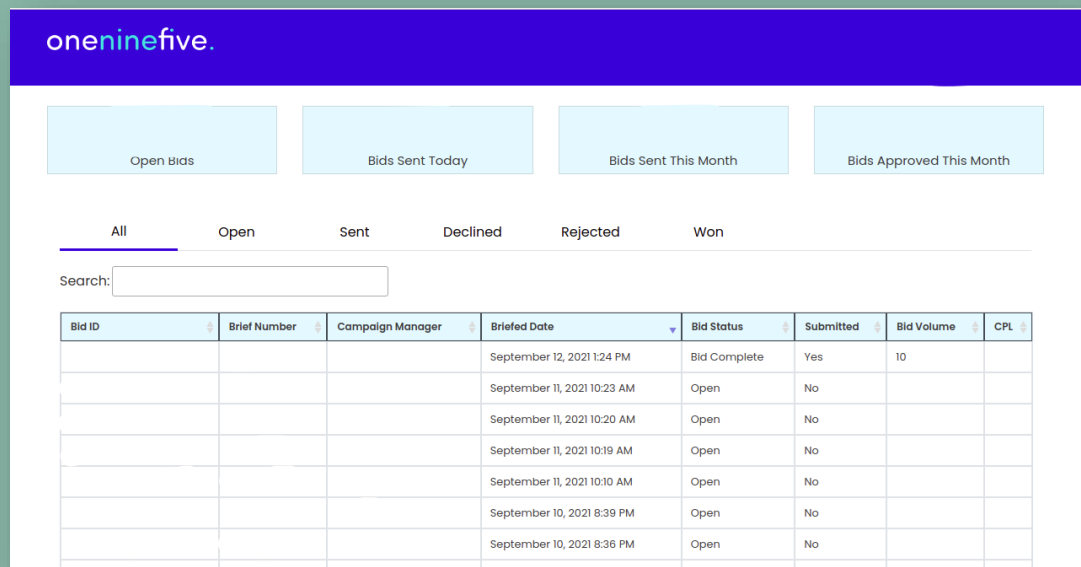 oneninefive.
Open Bids Bids Sent Today Bids Sent This Month Bids Approved This Month
All Open Sent Declined Rejected Won
Search:
Bid ID Brief Number Campaign Manager Briefed Date Bid Status Submitted Bid Volume CPL
September 12, 2021 1:24 PM Bid Complete Yes 10
September 11, 2021 10:23 AM Open No
September 11, 2021 10:20 AM Open No
September 11, 2021 10:19 AM Open No
September 11, 2021 10:10 AM Open No
September 10, 2021 8:39 PM Open No
September 10, 2021 8:36 PM Open No